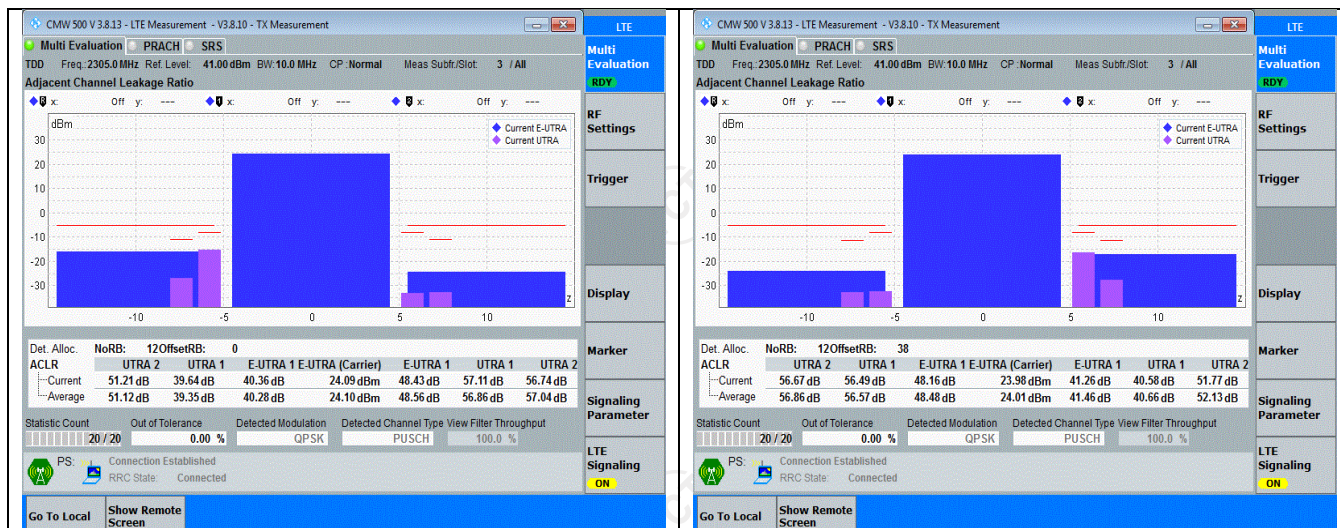 CMW 500 V 3.8.13 - LTE Measurement - V3.8.10 - TX Measurement
LTE
Multi Evaluation PRACH SRS
Multi Evaluation
RDY
TDD Freq.:2305.0 MHz Ref. Level: 41.00 dBm BW:10.0 MHz CP :Normal Meas Subfr./Slot: 3 / All
Adjacent Channel Leakage Ratio
x: Off y: --- 1 x: Off y: --- 2 x: Off y: ---
dBm
Current E-UTRA
Current UTRA
30
20
10
0
-10
-20
-30
z
-10 -5 0 5 10
RF Settings
Trigger
Display
Marker
Signaling Parameter
LTE Signaling
ON
Det. Alloc. NoRB: 12OffsetRB: 0
ACLR UTRA 2 UTRA 1 E-UTRA 1 E-UTRA (Carrier) E-UTRA 1 UTRA 1 UTRA 2
Current 51.21 dB 39.64 dB 40.36 dB 24.09 dBm 48.43 dB 57.11 dB 56.74 dB
Average 51.12 dB 39.35 dB 40.28 dB 24.10 dBm 48.56 dB 56.86 dB 57.04 dB
Statistic Count Out of Tolerance Detected Modulation Detected Channel Type View Filter Throughput
20 / 20 0.00 % QPSK PUSCH 100.0 %
PS: Connection Established
RRC State: Connected
Go To Local
Show Remote Screen
CMW 500 V 3.8.13 - LTE Measurement - V3.8.10 - TX Measurement
LTE
Multi Evaluation PRACH SRS
Multi Evaluation
RDY
TDD Freq.:2305.0 MHz Ref. Level: 41.00 dBm BW:10.0 MHz CP :Normal Meas Subfr./Slot: 3 / All
Adjacent Channel Leakage Ratio
x: Off y: --- 1 x: Off y: --- 2 x: Off y: ---
dBm
Current E-UTRA
Current UTRA
30
20
10
0
-10
-20
-30
z
-10 -5 0 5 10
RF Settings
Trigger
Display
Marker
Signaling Parameter
LTE Signaling
ON
Det. Alloc. NoRB: 12OffsetRB: 38
ACLR UTRA 2 UTRA 1 E-UTRA 1 E-UTRA (Carrier) E-UTRA 1 UTRA 1 UTRA 2
Current 56.67 dB 56.49 dB 48.16 dB 23.98 dBm 41.26 dB 40.58 dB 51.77 dB
Average 56.86 dB 56.57 dB 48.48 dB 24.01 dBm 41.46 dB 40.66 dB 52.13 dB
Statistic Count Out of Tolerance Detected Modulation Detected Channel Type View Filter Throughput
20 / 20 0.00 % QPSK PUSCH 100.0 %
PS: Connection Established
RRC State: Connected
Go To Local
Show Remote Screen